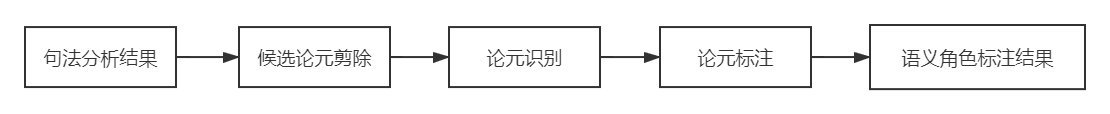 句法分析结果
候选论元剪除
论元识别
论元标注
语义角色标注结果